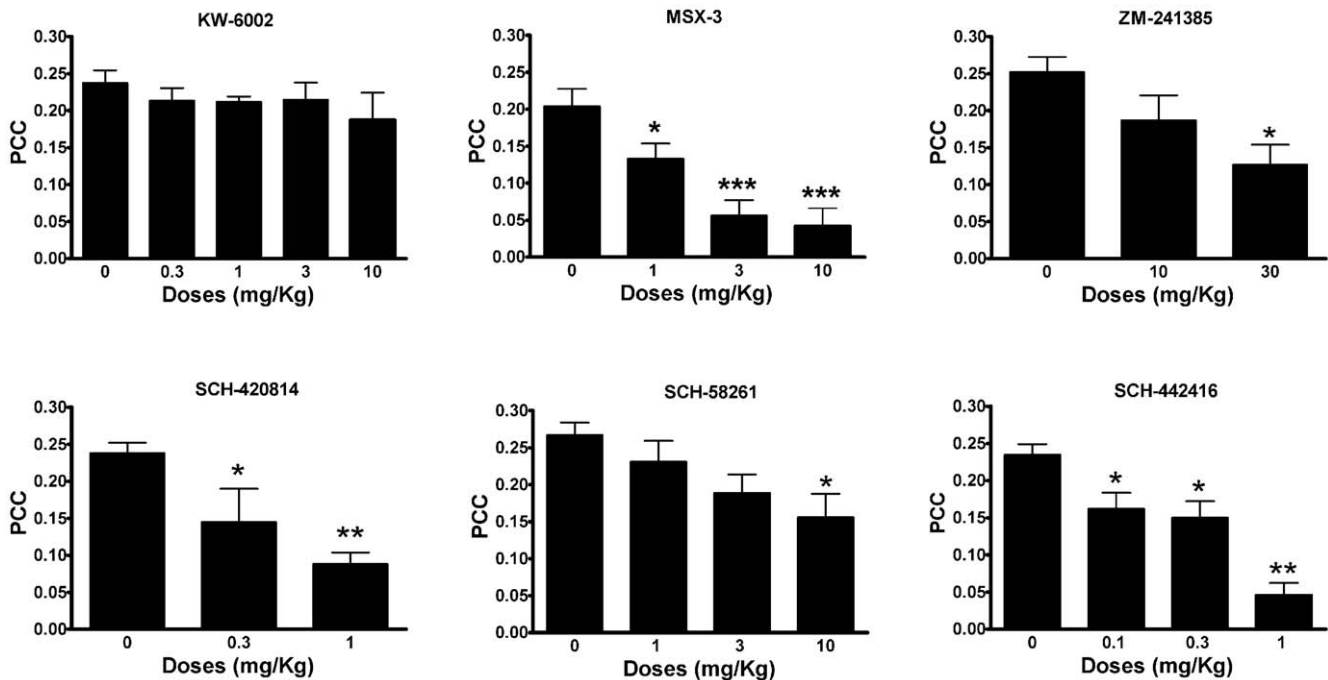 KW-6002
0.30
0.25
0.20
0.15
0.10
0.05
0.00
PCC
0 0.3 1 3 10
Doses (mg/Kg)
MSX-3
0.30
0.25
0.20
0.15
0.10
0.05
0.00
PCC
*
***
***
0 1 3 10
Doses (mg/Kg)
ZM-241385
0.30
0.25
0.20
0.15
0.10
0.05
0.00
PCC
*
0 10 30
Doses (mg/Kg)
SCH-420814
0.30
0.25
0.20
0.15
0.10
0.05
0.00
PCC
*
**
0 0.3 1
Doses (mg/Kg)
SCH-58261
0.30
0.25
0.20
0.15
0.10
0.05
0.00
PCC
*
0 1 3 10
Doses (mg/Kg)
SCH-442416
0.30
0.25
0.20
0.15
0.10
0.05
0.00
PCC
*
*
**
0 0.1 0.3 1
Doses (mg/Kg)